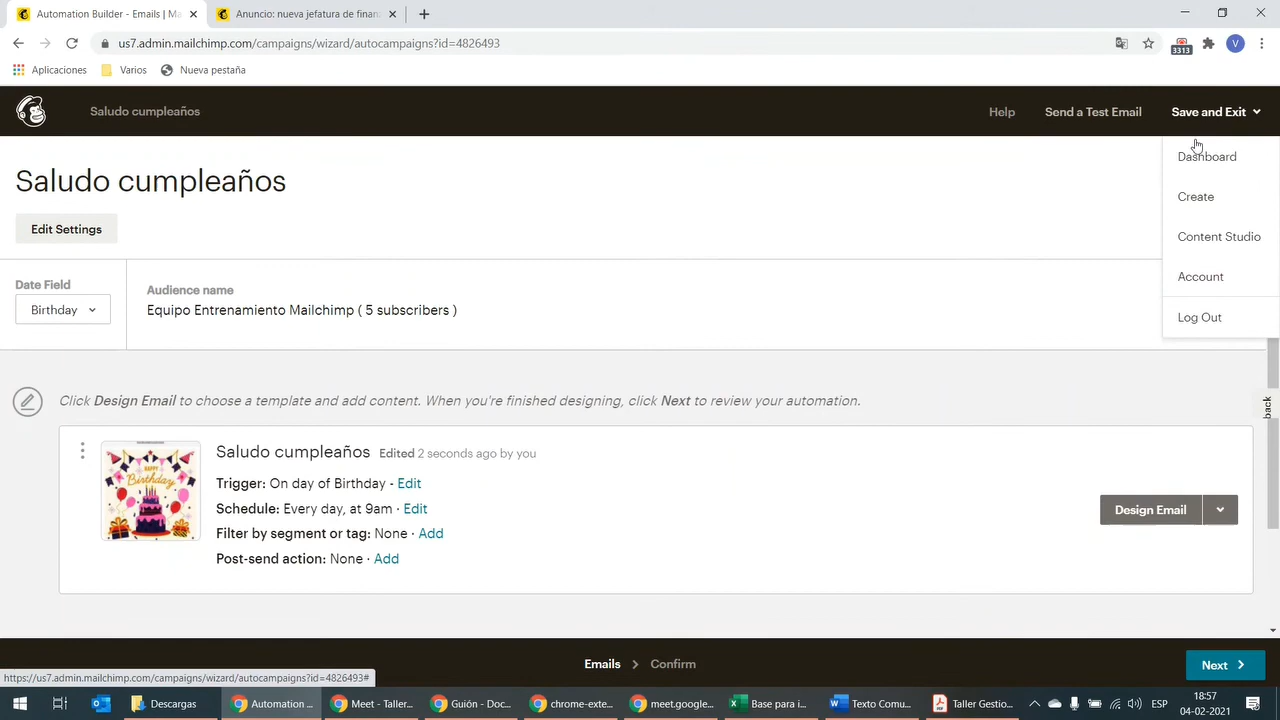 Automation Builder - Emails | Ma
Anuncio: nueva jefatura de finan
us7.admin.mailchimp.com/campaigns/wizard/autocampaigns?id=4826493
3313
V
Aplicaciones
Varios
Nueva pestaña
Saludo cumpleaños
Help
Send a Test Email
Save and Exit
Dashboard
Create
Content Studio
Account
Log Out
Saludo cumpleaños
Edit Settings
Date Field
Birthday
Audience name
Equipo Entrenamiento Mailchimp ( 5 subscribers )
back
Click Design Email to choose a template and add content. When you're finished designing, click Next to review your automation.
HAPPY
Birthday
Saludo cumpleaños Edited 2 seconds ago by you
Trigger: On day of Birthday - Edit
Schedule: Every day, at 9am · Edit
Filter by segment or tag: None · Add
Post-send action: None · Add
Design Email
Emails
Confirm
Next
https://us7.admin.mailchimp.com/campaigns/wizard/autocampaigns?id=4826493#
Descargas
Automation ...
Meet - Taller...
Guión - Doc...
chrome-exte...
meet.google...
Base para i...
Texto Comu...
Taller Gestio...
ESP
18:57
04-02-2021